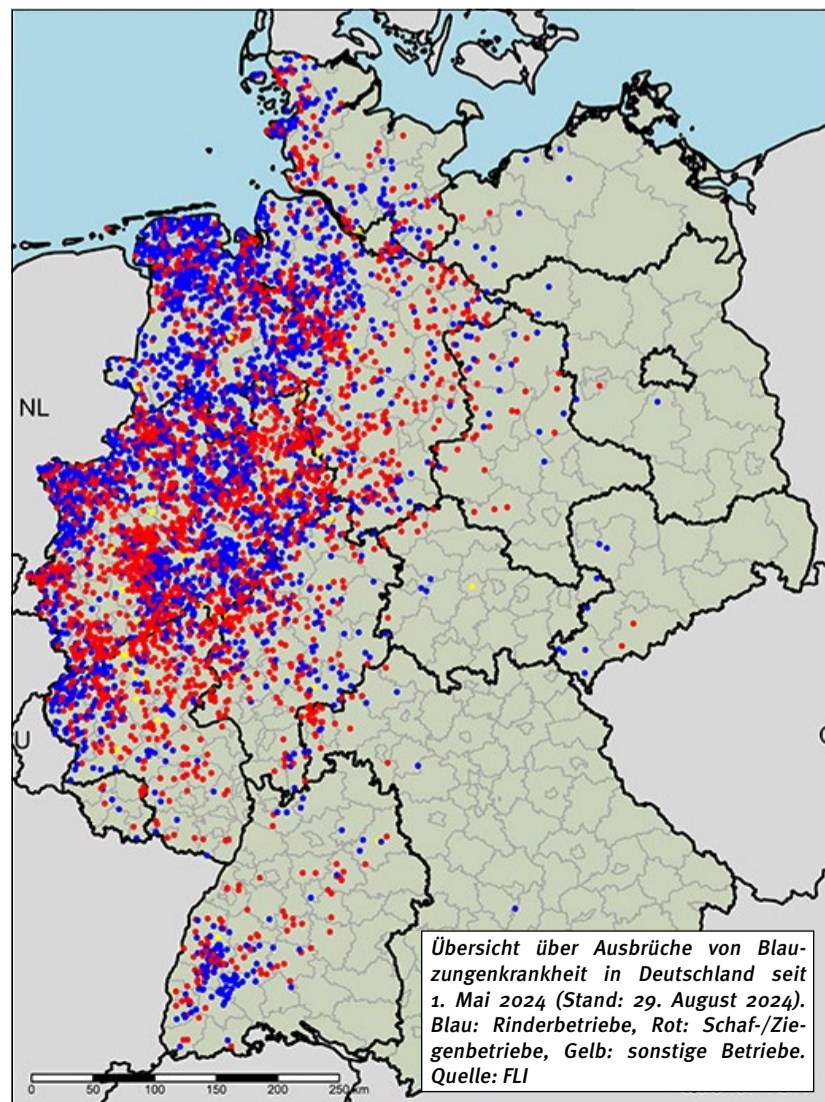 NL
U
C
Übersicht über Ausbrüche von Blau-
zungenkrankheit in Deutschland seit
1. Mai 2024 (Stand: 29. August 2024).
Blau: Rinderbetriebe, Rot: Schaf-/Zie-
genbetriebe, Gelb: sonstige Betriebe.
Quelle: FLI
0 50 100 150 200 250 km